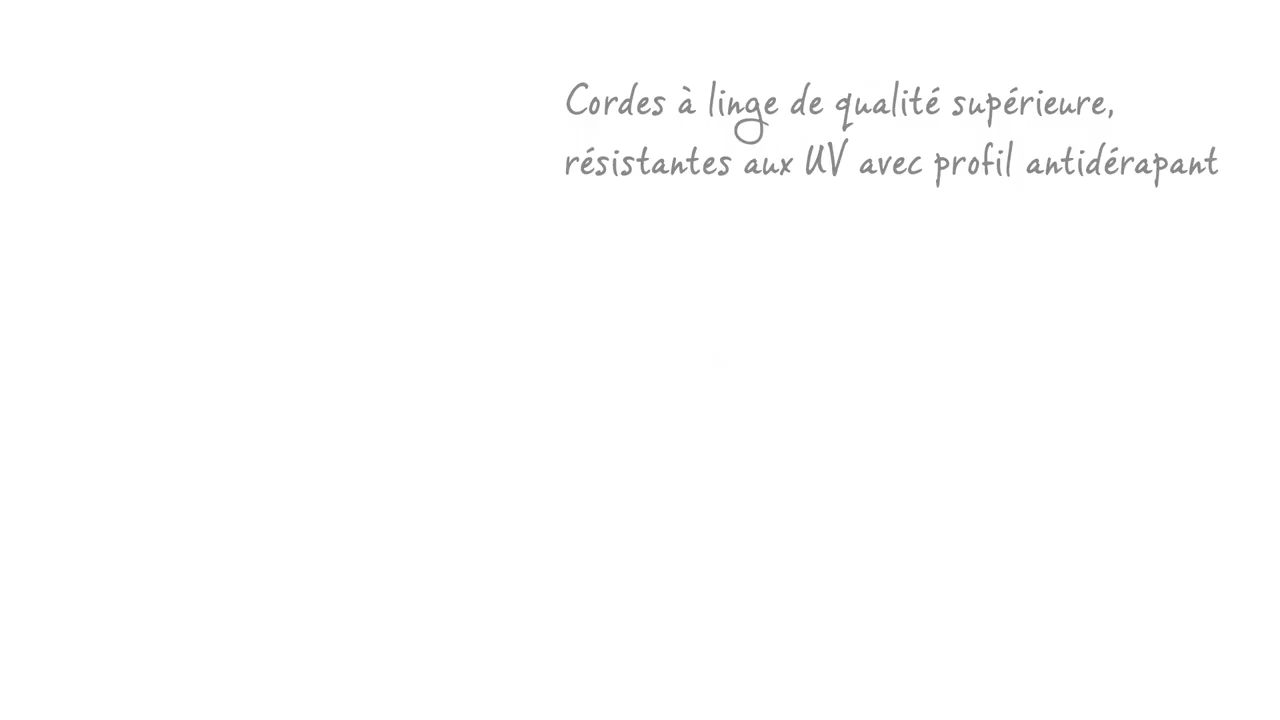 Cordes à linge de qualité supérieure,
résistantes aux UV avec profil antidérapant